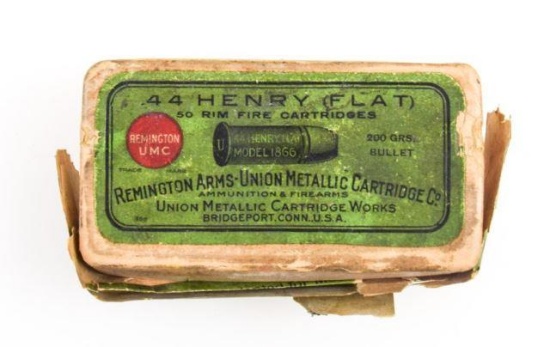 .44 HENRY (FLAT)
50 RIM FIRE CARTRIDGES
REMINGTON
UMC
TRADE MARK
U
.44 HENRY FLAT
MODEL 1866
200 GRS.
BULLET
REMINGTON ARMS-UNION METALLIC CARTRIDGE CO.
AMMUNITION & FIREARMS
UNION METALLIC CARTRIDGE WORKS
BRIDGEPORT, CONN. U.S.A.